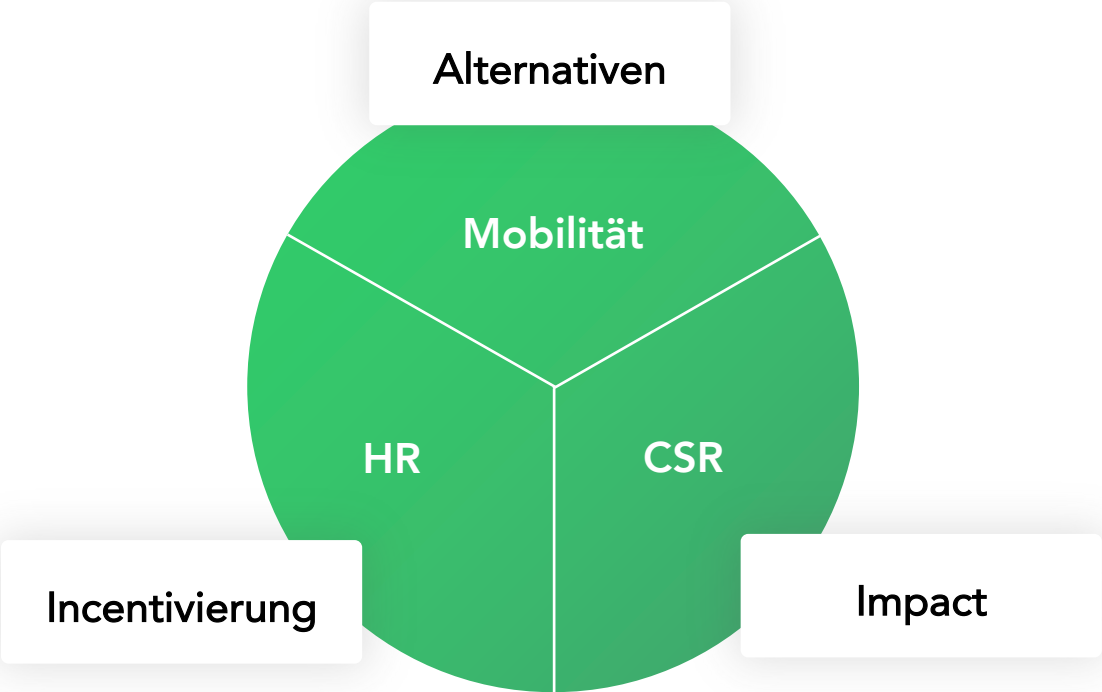 Alternativen
Mobilität
HR
CSR
Incentivierung
Impact